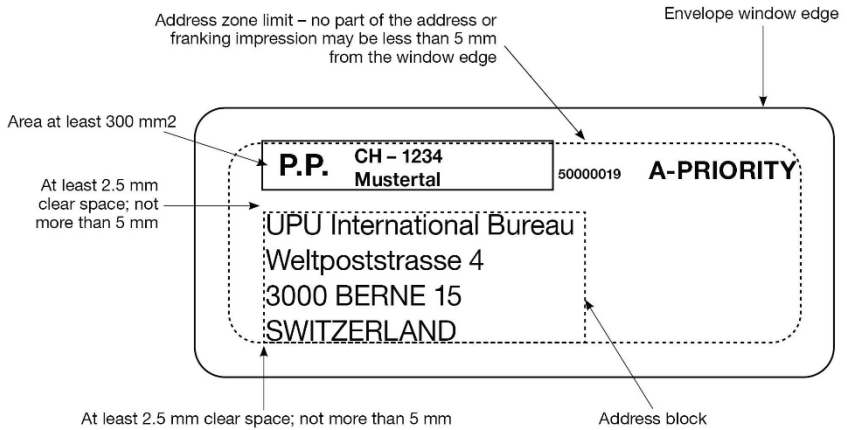 Address zone limit – no part of the address or
franking impression may be less than 5 mm
from the window edge
Envelope window edge
Area at least 300 mm2
P.P.
CH – 1234
Mustertal
50000019
A-PRIORITY
At least 2.5 mm
clear space; not
more than 5 mm
UPU International Bureau
Weltpoststrasse 4
3000 BERNE 15
SWITZERLAND
At least 2.5 mm clear space; not more than 5 mm
Address block